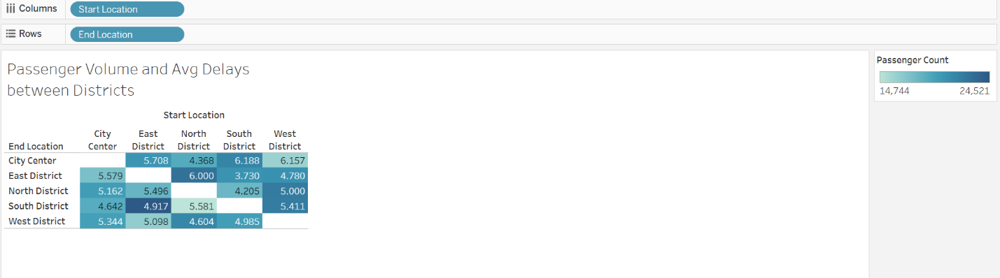 Columns Start Location
Rows End Location
Passenger Volume and Avg Delays
between Districts
Passenger Count
14,744 24,521
Start Location
City East North South West
End Location Center District District District District
City Center 5.708 4.368 6.188 6.157
East District 5.579 6.000 3.730 4.780
North District 5.162 5.496 4.205 5.000
South District 4.642 4.917 5.581 5.411
West District 5.344 5.098 4.604 4.985